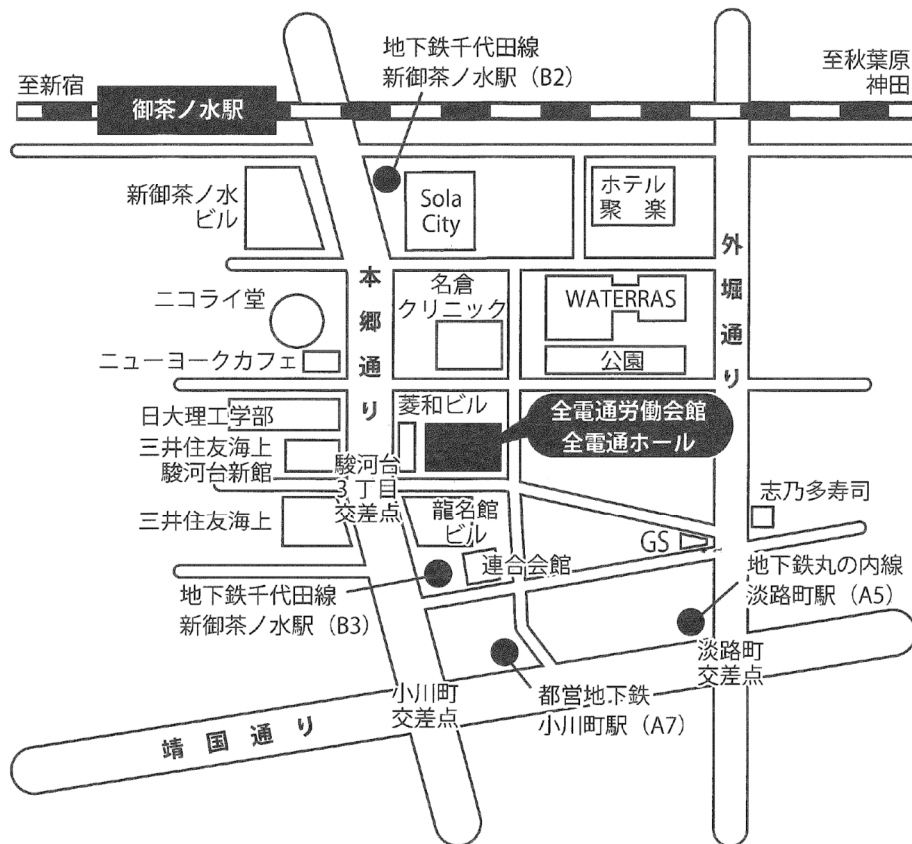 地下鉄千代田線
新御茶ノ水駅（B2）
至新宿
至秋葉原
神田
御茶ノ水駅
新御茶ノ水
ビル
Sola
City
ホテル
聚　楽
外堀通り
本郷通り
ニコライ堂
名倉
クリニック
WATERRAS
ニューヨークカフェ
公園
日大理工学部
菱和ビル
全電通労働会館
全電通ホール
三井住友海上
駿河台新館
駿河台
3丁目
交差点
三井住友海上
龍名館
ビル
志乃多寿司
GS
連合会館
地下鉄千代田線
新御茶ノ水駅（B3）
地下鉄丸の内線
淡路町駅（A5）
淡路町
交差点
小川町
交差点
都営地下鉄
小川町駅（A7）
靖国通り